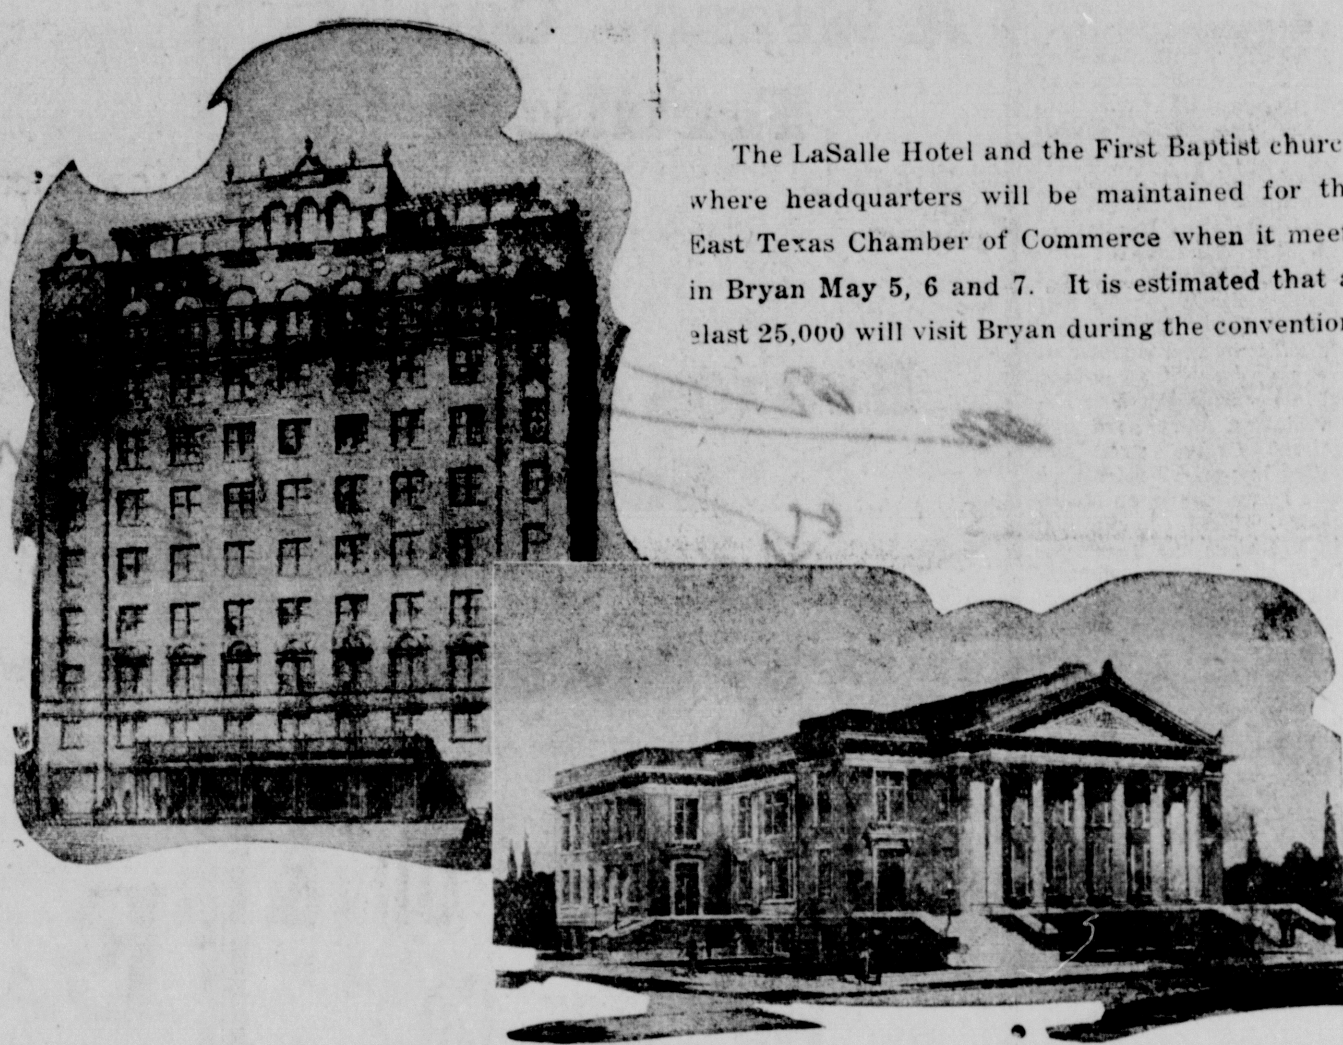 The LaSalle Hotel and the First Baptist churc
where headquarters will be maintained for th
East Texas Chamber of Commerce when it meet
in Bryan May 5, 6 and 7. It is estimated that a
elast 25,000 will visit Bryan during the convention